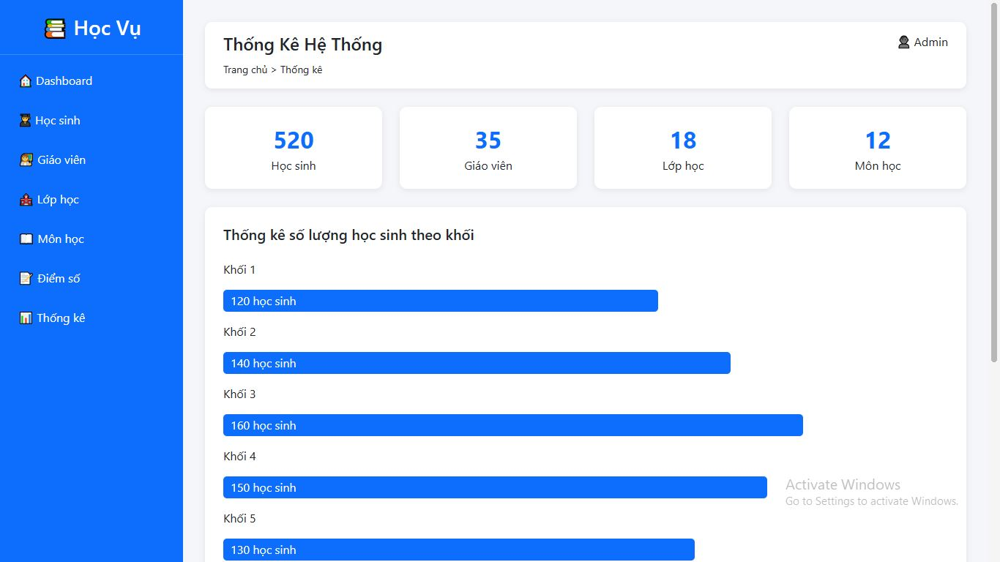 Học Vụ
Dashboard
Học sinh
Giáo viên
Lớp học
Môn học
Điểm số
Thống kê
Thống Kê Hệ Thống
Admin
Trang chủ > Thống kê
520
Học sinh
35
Giáo viên
18
Lớp học
12
Môn học
Thống kê số lượng học sinh theo khối
Khối 1
120 học sinh
Khối 2
140 học sinh
Khối 3
160 học sinh
Khối 4
150 học sinh
Khối 5
130 học sinh
Activate Windows
Go to Settings to activate Windows.